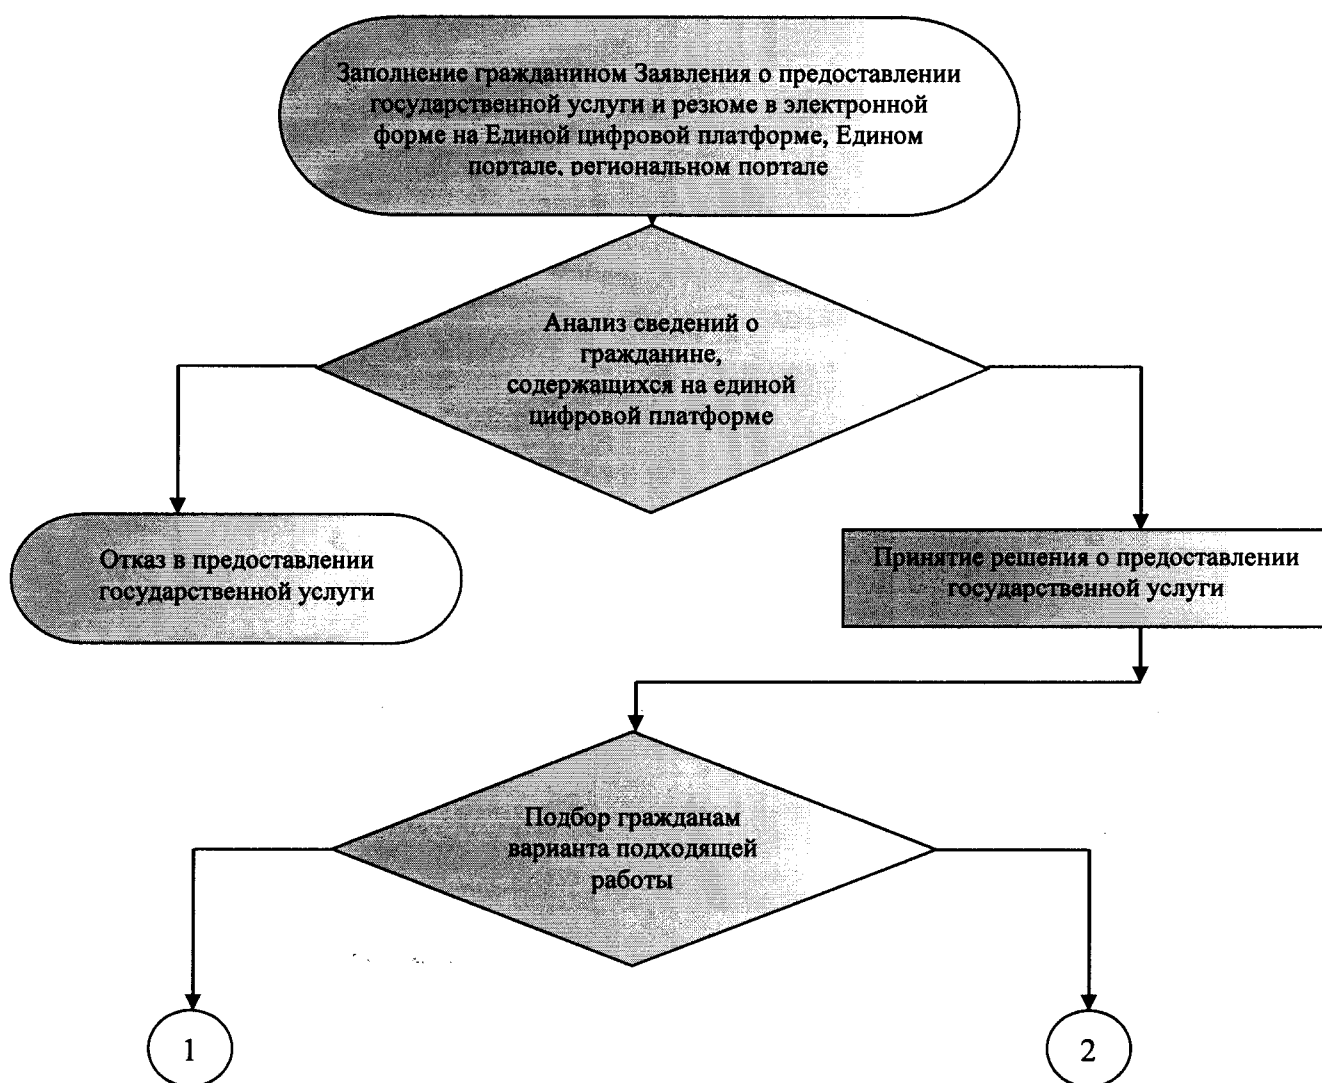 Заполнение гражданином Заявления о предоставлении
государственной услуги и резюме в электронной
форме на Единой цифровой платформе, Едином
портале, региональном портале
Анализ сведений о
гражданине,
содержащихся на единой
цифровой платформе
Отказ в предоставлении
государственной услуги
Принятие решения о предоставлении
государственной услуги
Подбор гражданам
варианта подходящей
работы
1
2